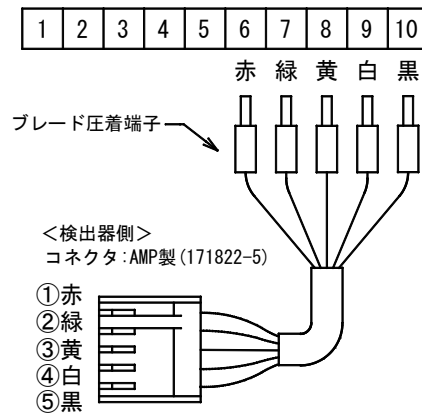 1 2 3 4 5 6 7 8 9 10
赤 緑 黄 白 黒
ブレード圧着端子
＜検出器側＞
コネクタ:AMP製(171822-5)
①赤
②緑
③黄
④白
⑤黒